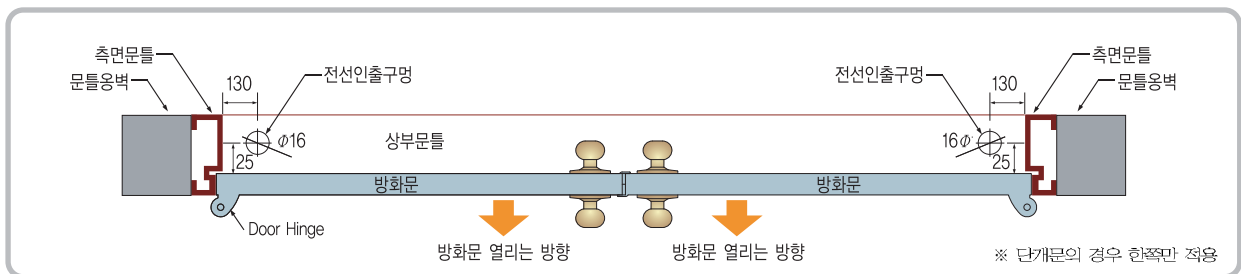 측면문틀
문틀옹벽
130
전선인출구멍
Φ16
25
상부문틀
방화문
Door Hinge
방화문 열리는 방향
전선인출구멍
130
측면문틀
문틀옹벽
16Φ
25
방화문
방화문 열리는 방향
※ 단개문의 경우 한쪽만 적용